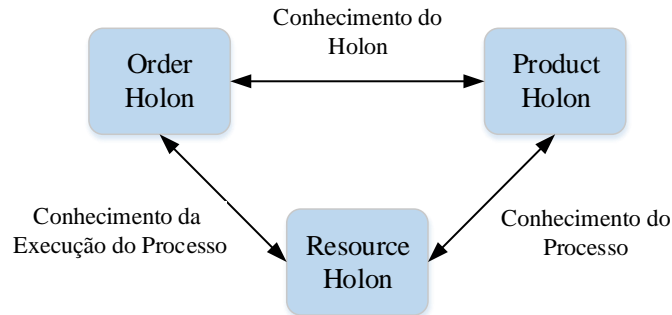 Conhecimento do
Holon
Order
Holon
Product
Holon
Conhecimento da
Execução do Processo
Resource
Holon
Conhecimento do
Processo